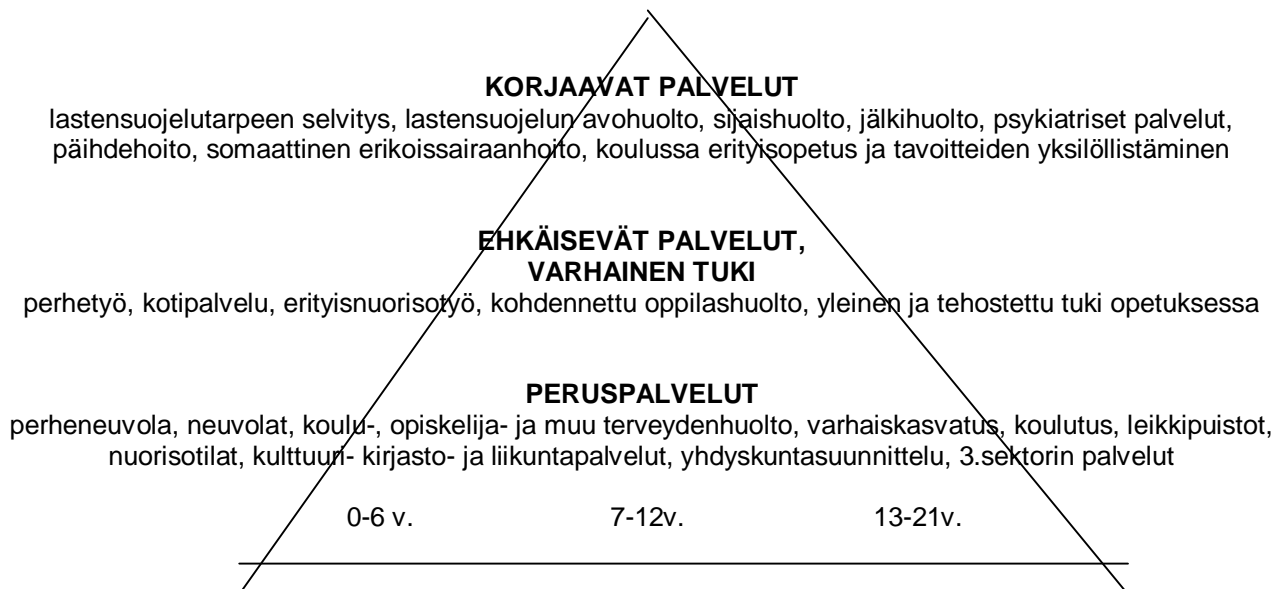 KORJAAVAT PALVELUT
lastensuojelutarpeen selvitys, lastensuojelun avohuolto, sijaishuolto, jälkihuolto, psykiatriset palvelut,
päihdehoito, somaattinen erikoissairaanhoito, koulussa erityisopetus ja tavoitteiden yksilöllistäminen
EHKÄISEVÄT PALVELUT,
VARHAINEN TUKI
perhetyö, kotipalvelu, erityisnuorisotyö, kohdennettu oppilashuolto, yleinen ja tehostettu tuki opetuksessa
PERUSPALVELUT
perheneuvola, neuvolat, koulu-, opiskelija- ja muu terveydenhuolto, varhaiskasvatus, koulutus, leikkipuistot,
nuorisotilat, kulttuuri- kirjasto- ja liikuntapalvelut, yhdyskuntasuunnittelu, 3.sektorin palvelut
0-6 v. 7-12v. 13-21v.